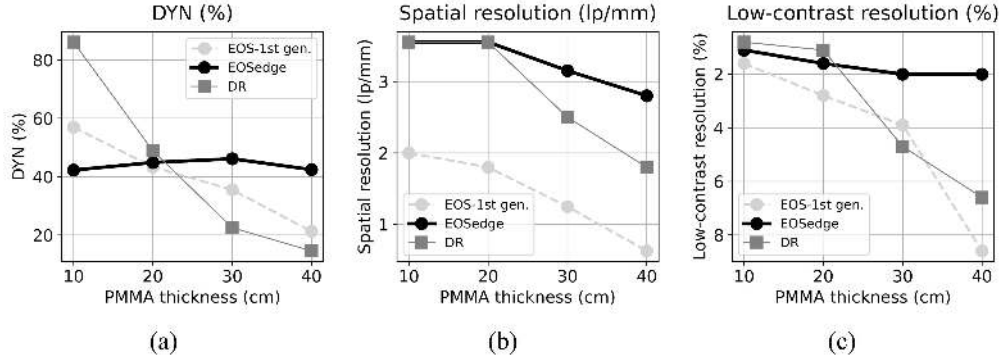 DYN (%)
DYN (%)
80
60
40
20
EOS-1st gen.
EOSedge
DR
10 20 30 40
PMMA thickness (cm)
(a)
Spatial resolution (lp/mm)
Spatial resolution (lp/mm)
3
2
1
EOS-1st gen.
EOSedge
DR
10 20 30 40
PMMA thickness (cm)
(b)
Low-contrast resolution (%)
Low-contrast resolution (%)
2
4
6
8
EOS-1st gen.
EOSedge
DR
10 20 30 40
PMMA thickness (cm)
(c)